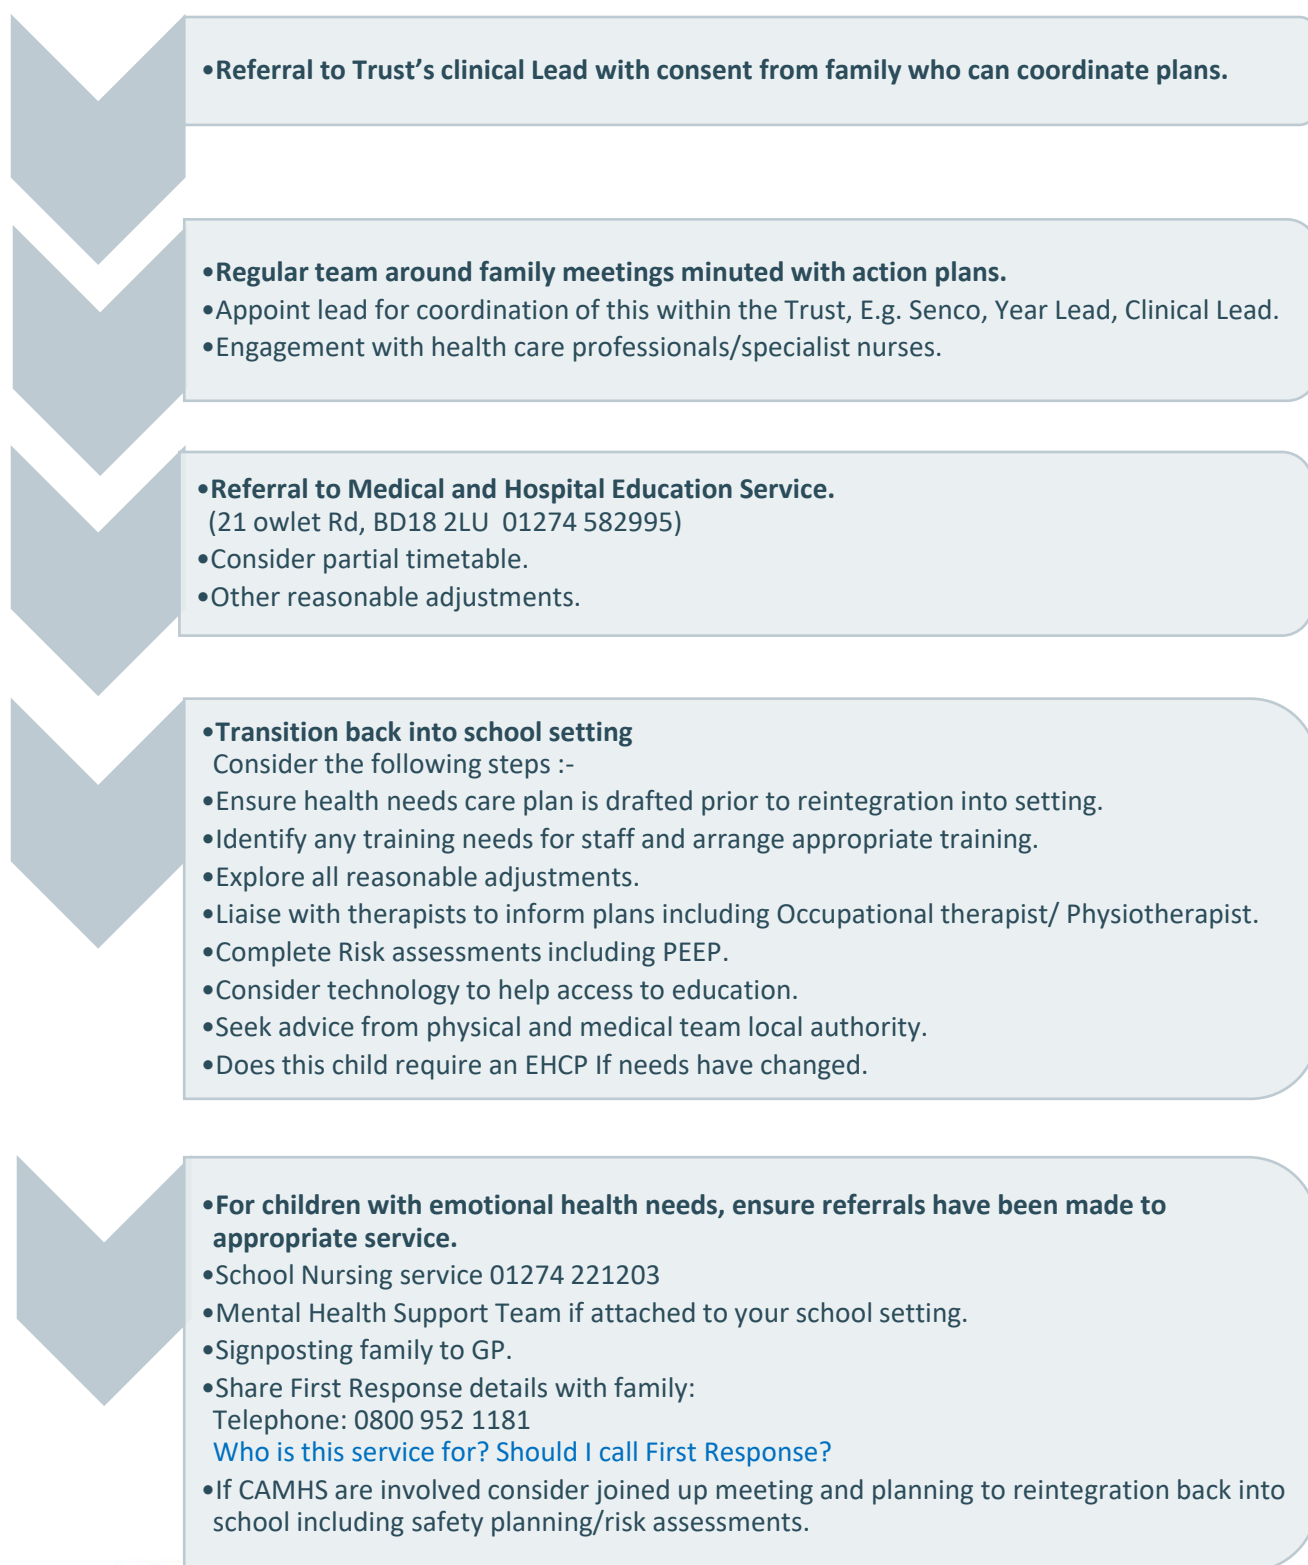 •Referral to Trust’s clinical Lead with consent from family who can coordinate plans.
•Regular team around family meetings minuted with action plans.
•Appoint lead for coordination of this within the Trust, E.g. Senco, Year Lead, Clinical Lead.
•Engagement with health care professionals/specialist nurses.
•Referral to Medical and Hospital Education Service.
(21 owlet Rd, BD18 2LU 01274 582995)
•Consider partial timetable.
•Other reasonable adjustments.
•Transition back into school setting
Consider the following steps :-
•Ensure health needs care plan is drafted prior to reintegration into setting.
•Identify any training needs for staff and arrange appropriate training.
•Explore all reasonable adjustments.
•Liaise with therapists to inform plans including Occupational therapist/ Physiotherapist.
•Complete Risk assessments including PEEP.
•Consider technology to help access to education.
•Seek advice from physical and medical team local authority.
•Does this child require an EHCP If needs have changed.
•For children with emotional health needs, ensure referrals have been made to
appropriate service.
•School Nursing service 01274 221203
•Mental Health Support Team if attached to your school setting.
•Signposting family to GP.
•Share First Response details with family:
Telephone: 0800 952 1181
Who is this service for? Should I call First Response?
•If CAMHS are involved consider joined up meeting and planning to reintegration back into
school including safety planning/risk assessments.